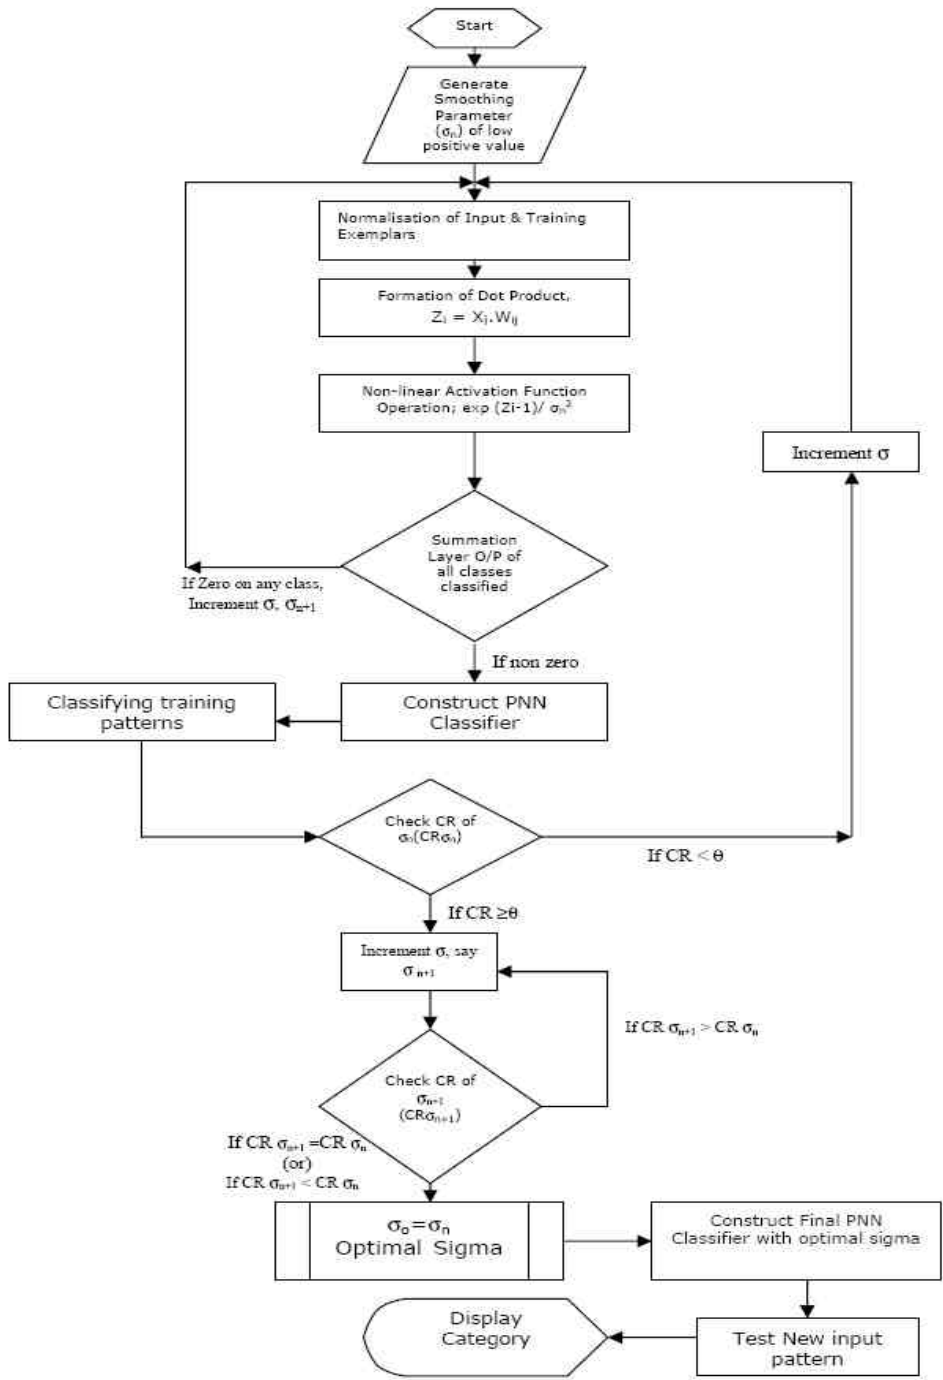 Start
Generate
Smoothing
Parameter
(σₙ) of low
positive value
Normalisation of Input & Training
Exemplars
Formation of Dot Product,
Zᵢ = Xⱼ.Wᵢⱼ
Non-linear Activation Function
Operation; exp (Zi-1)/ σₙ²
Increment σ
Summation
Layer O/P of
all classes
classified
If Zero on any class,
Increment σ, σₙ₊₁
If non zero
Classifying training
patterns
Construct PNN
Classifier
Check CR of
σₙ(CRσₙ)
If CR < θ
If CR ≥θ
Increment σ, say
σ ₙ₊₁
If CR σₙ₊₁ > CR σₙ
Check CR of
σₙ₊₁
(CRσₙ₊₁)
If CR σₙ₊₁ =CR σₙ
(or)
If CR σₙ₊₁ < CR σₙ
σₒ=σₙ
Optimal Sigma
Construct Final PNN
Classifier with optimal sigma
Display
Category
Test New input
pattern